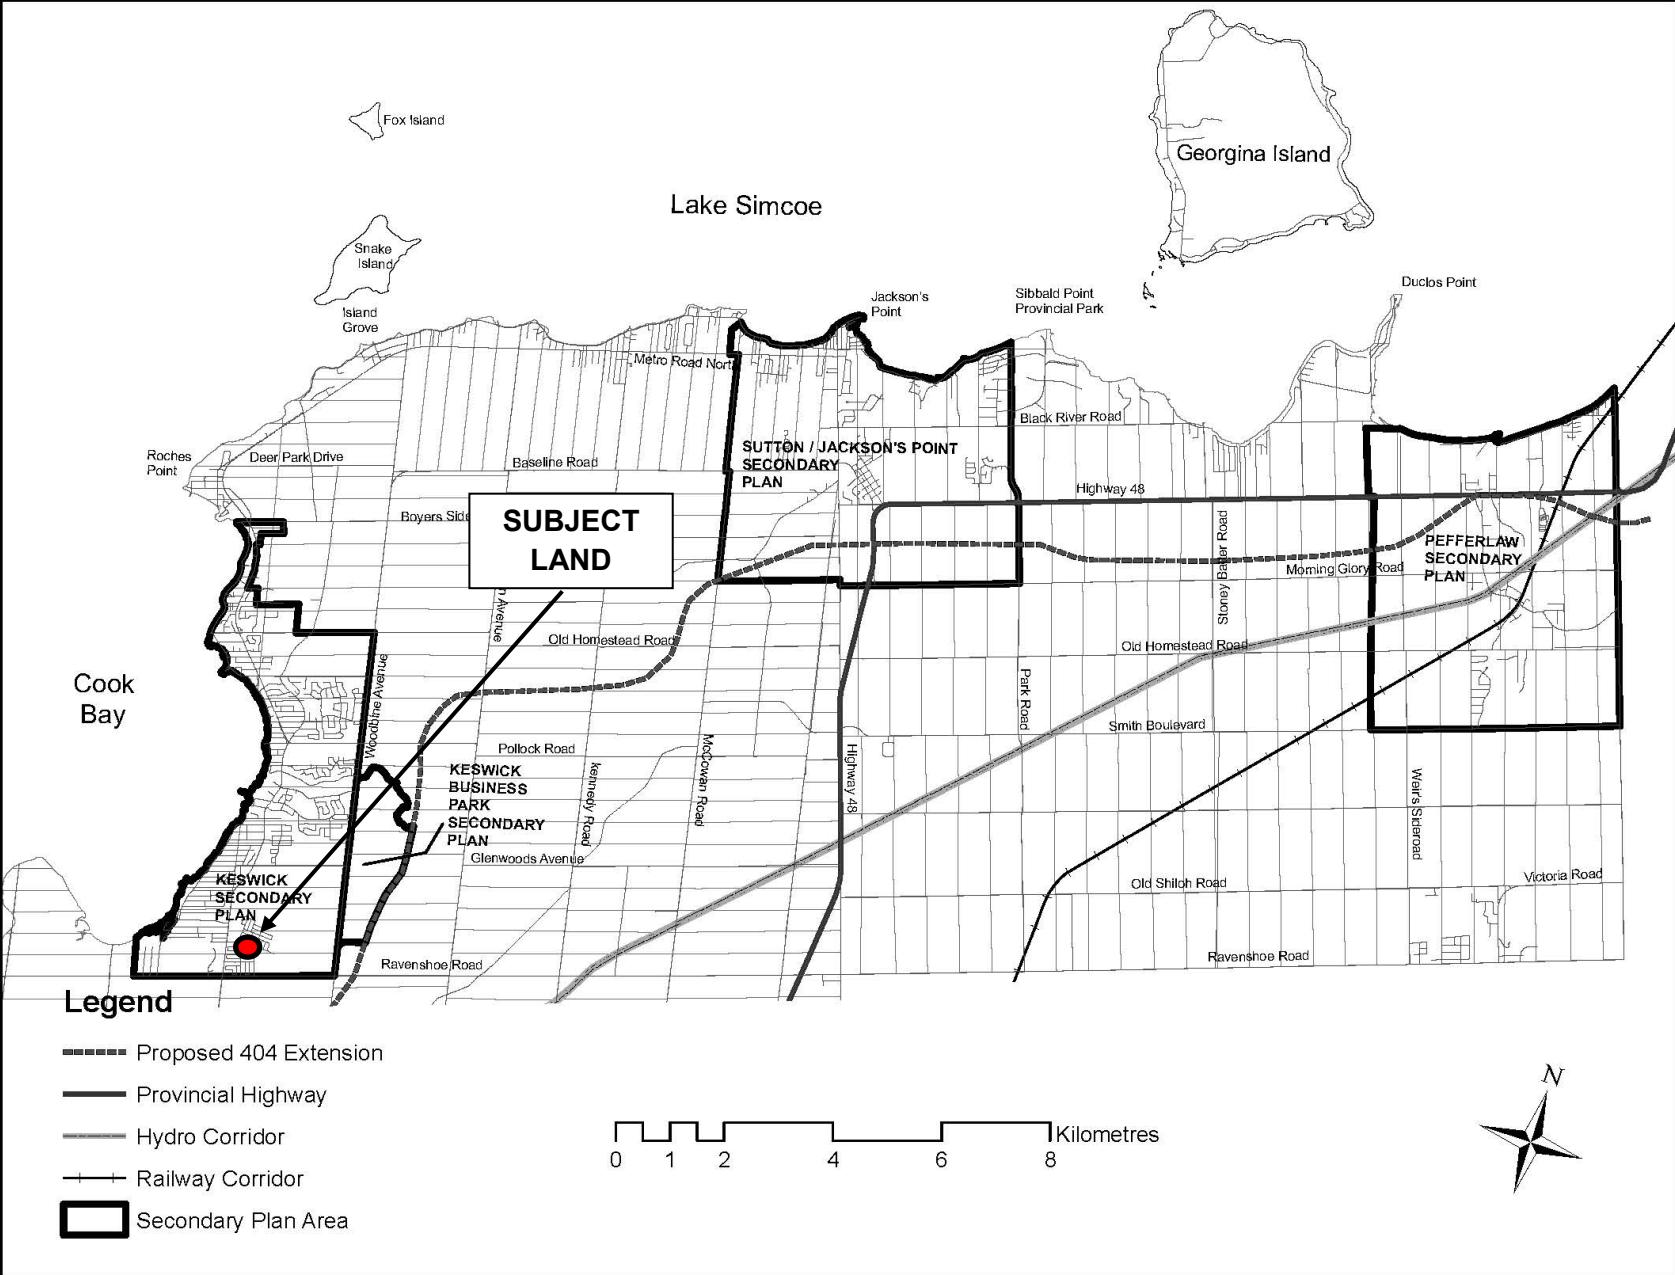 Fox Island
Georgina Island
Lake Simcoe
Snake
Island
Island
Grove
Jackson's
Point
Sibbald Point
Provincial Park
Duclos Point
Metro Road North
Black River Road
Roches
Point
Deer Park Drive
Baseline Road
SUTTON / JACKSON'S POINT
SECONDARY
PLAN
Highway 48
Boyers Side
SUBJECT
LAND
Stoney Batter Road
PEFFERLAW
SECONDARY
PLAN
Morning Glory Road
n Avenue
Old Homestead Road
Old Homestead Road
Cook
Bay
Woodbine Avenue
Park Road
Smith Boulevard
Pollock Road
McCowan Road
Highway 48
KESWICK
BUSINESS
PARK
SECONDARY
PLAN
kennedy Road
Weir's Sideroad
Glenwoods Avenue
KESWICK
SECONDARY
PLAN
Old Shiloh Road
Victoria Road
Ravenshoe Road
Ravenshoe Road
Legend
Proposed 404 Extension
Provincial Highway
Hydro Corridor
Railway Corridor
Secondary Plan Area
Kilometres
0 1 2 4 6 8
N